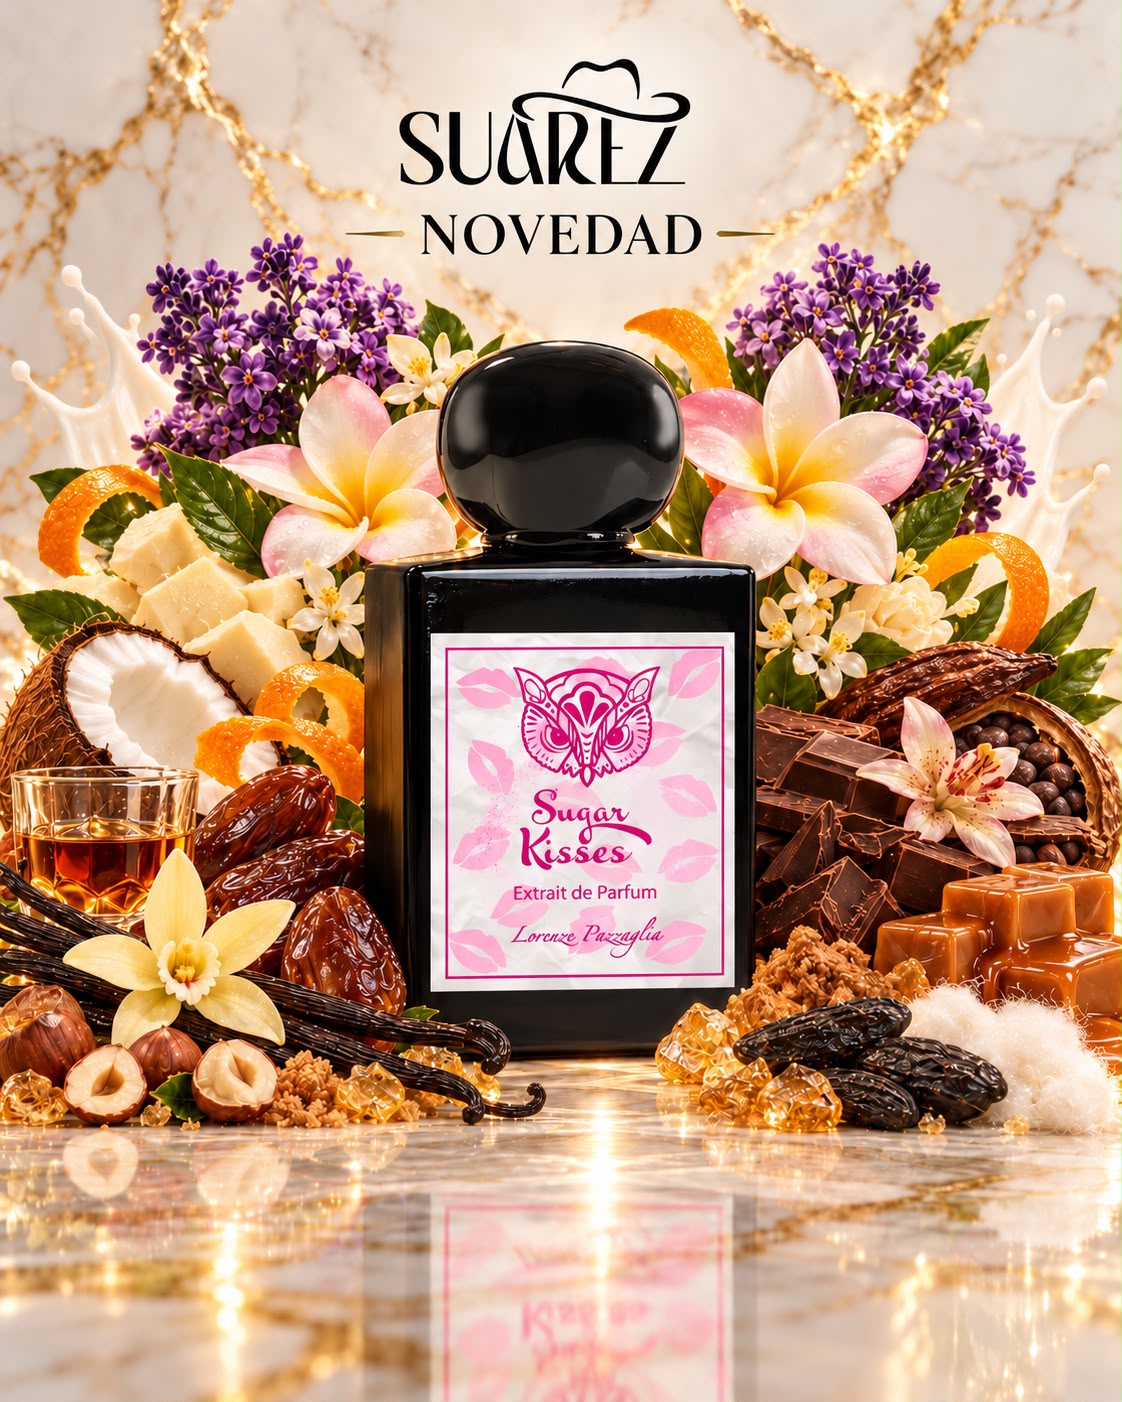 SUAREZ
NOVEDAD
Sugar
Kisses
Extrait de Parfum
Lorenze Pazzaglia